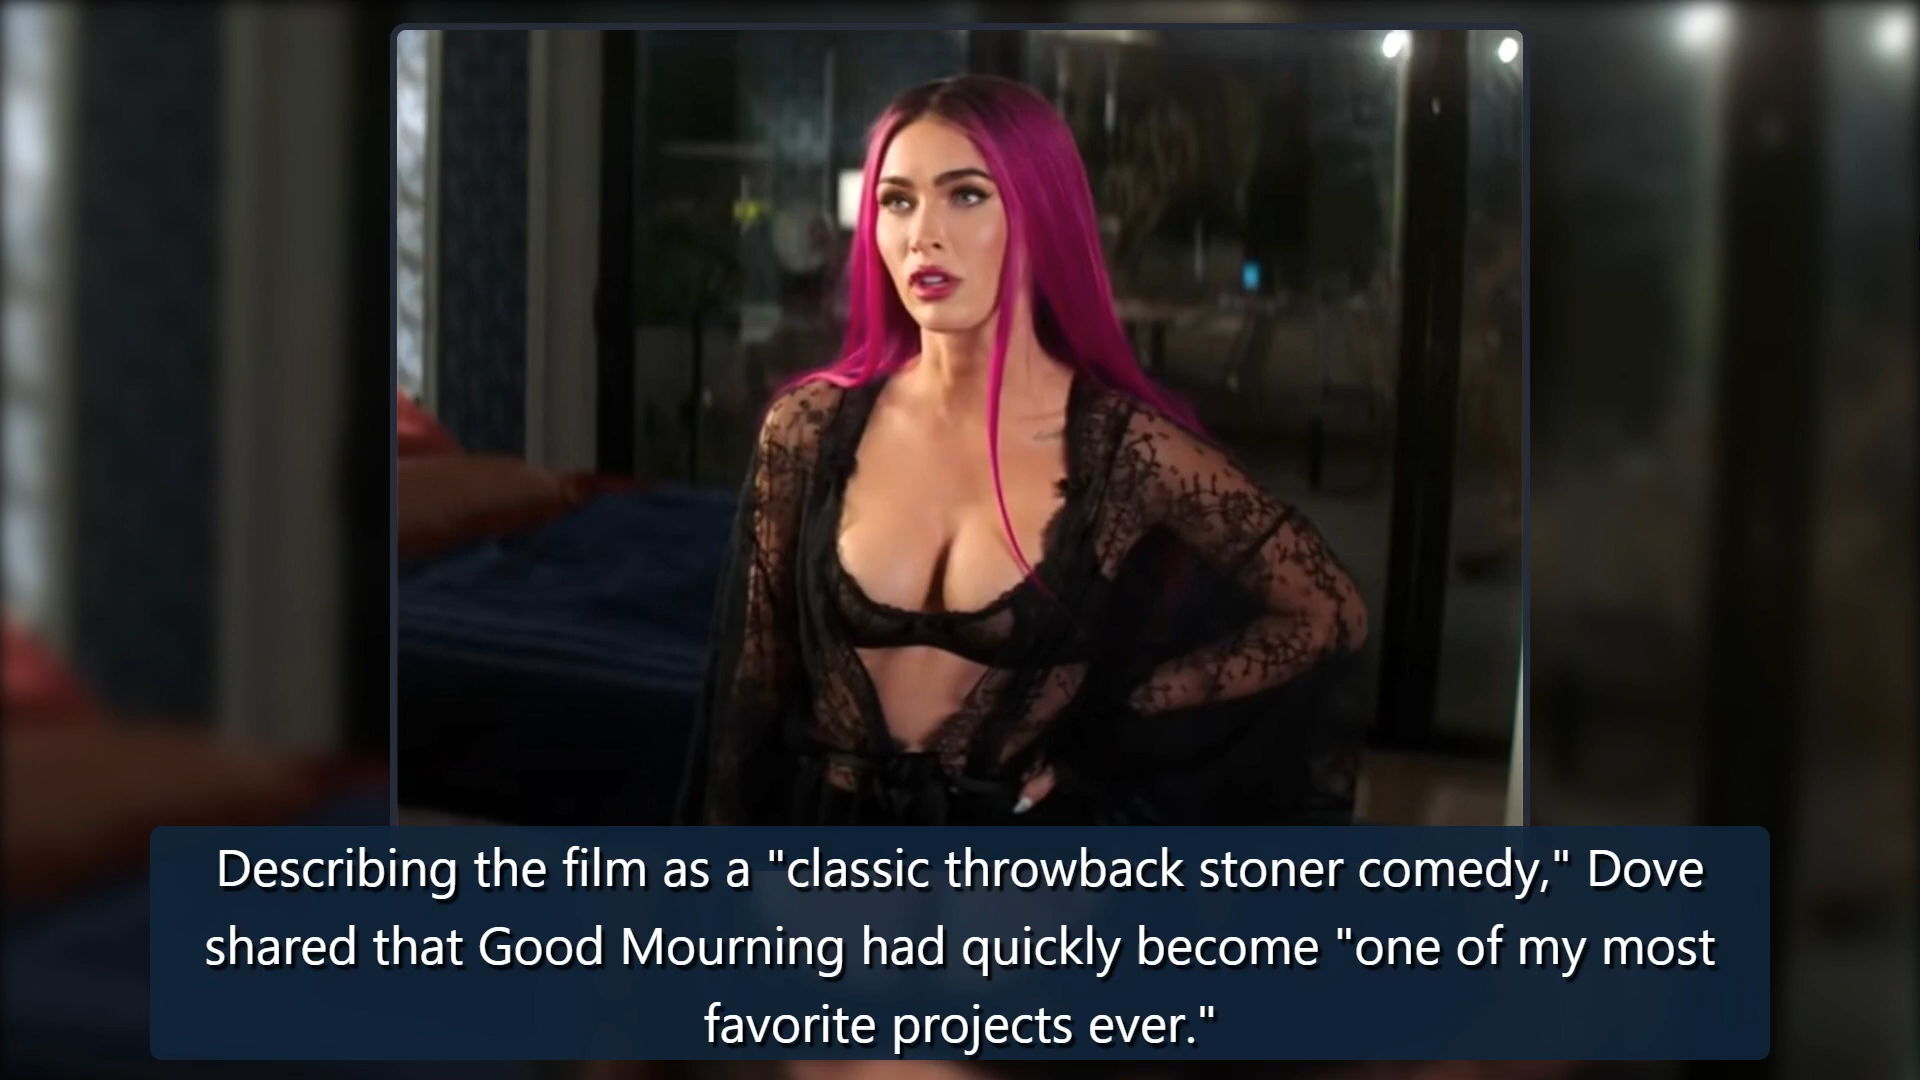 Describing the film as a "classic throwback stoner comedy," Dove
shared that Good Mourning had quickly become "one of my most
favorite projects ever."